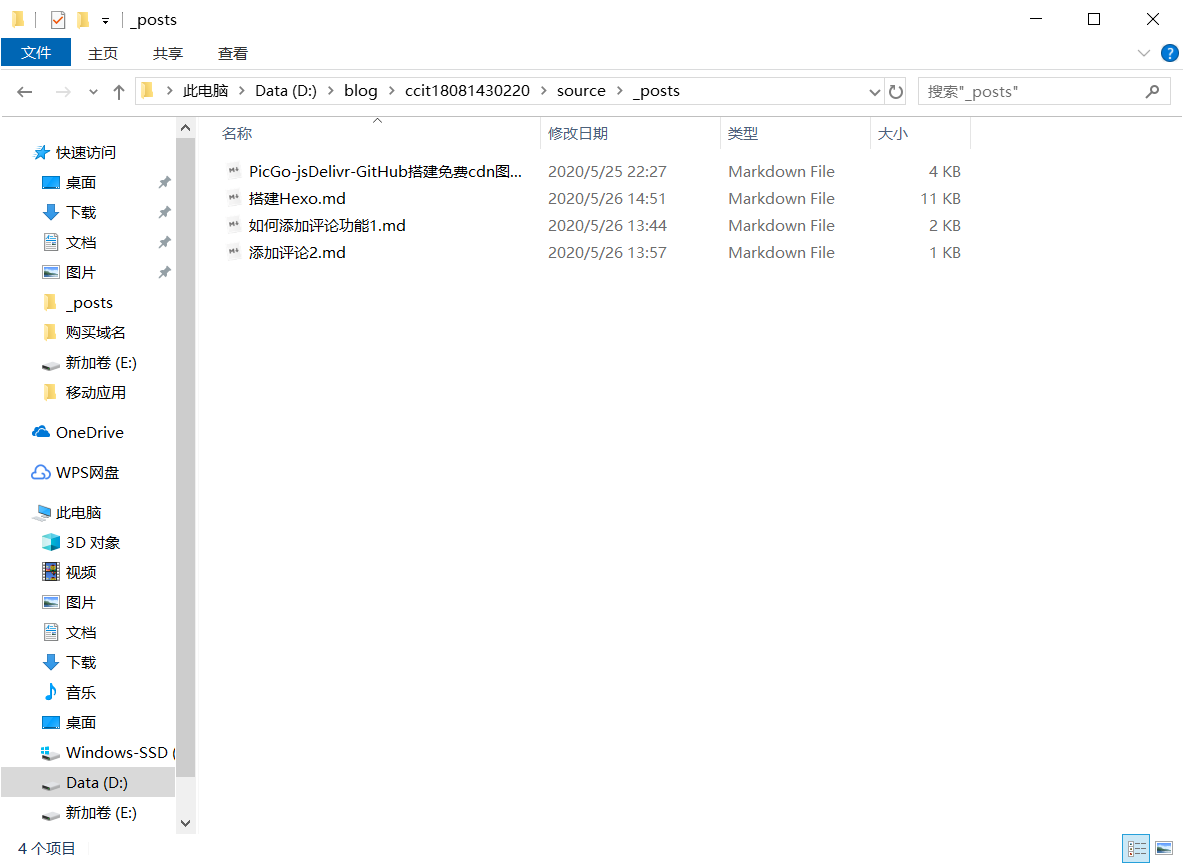 _posts
文件 主页 共享 查看
此电脑 Data (D:) blog ccit18081430220 source _posts
搜索"_posts"
名称 修改日期 类型 大小
PicGo-jsDelivr-GitHub搭建免费cdn图... 2020/5/25 22:27 Markdown File 4 KB
搭建Hexo.md 2020/5/26 14:51 Markdown File 11 KB
如何添加评论功能1.md 2020/5/26 13:44 Markdown File 2 KB
添加评论2.md 2020/5/26 13:57 Markdown File 1 KB
快速访问
桌面
下载
文档
图片
_posts
购买域名
新加卷 (E:)
移动应用
OneDrive
WPS网盘
此电脑
3D 对象
视频
图片
文档
下载
音乐
桌面
Windows-SSD (
Data (D:)
新加卷 (E:)
4 个项目